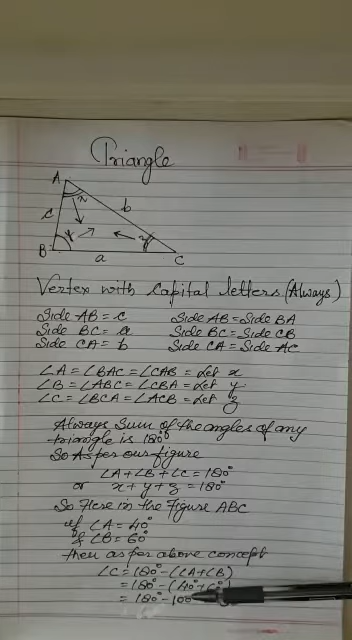 Triangle
A
c
x
b
B
y
z
a
C
Vertex with Capital letters (Always)
Side AB = c Side AB = Side BA
Side BC = a Side BC = Side CB
Side CA = b Side CA = Side AC
∠A = ∠BAC = ∠CAB = Let x
∠B = ∠ABC = ∠CBA = Let y
∠C = ∠BCA = ∠ACB = Let z
Always Sum of the angles of any
triangle is 180°
So As per our figure
∠A + ∠B + ∠C = 180°
or x + y + z = 180°
So Here in the Figure ABC
if ∠A = 40°
& ∠B = 60°
then as per above concept
∠C = 180° - (∠A + ∠B)
= 180° - (40° + 60°)
= 180° - 100